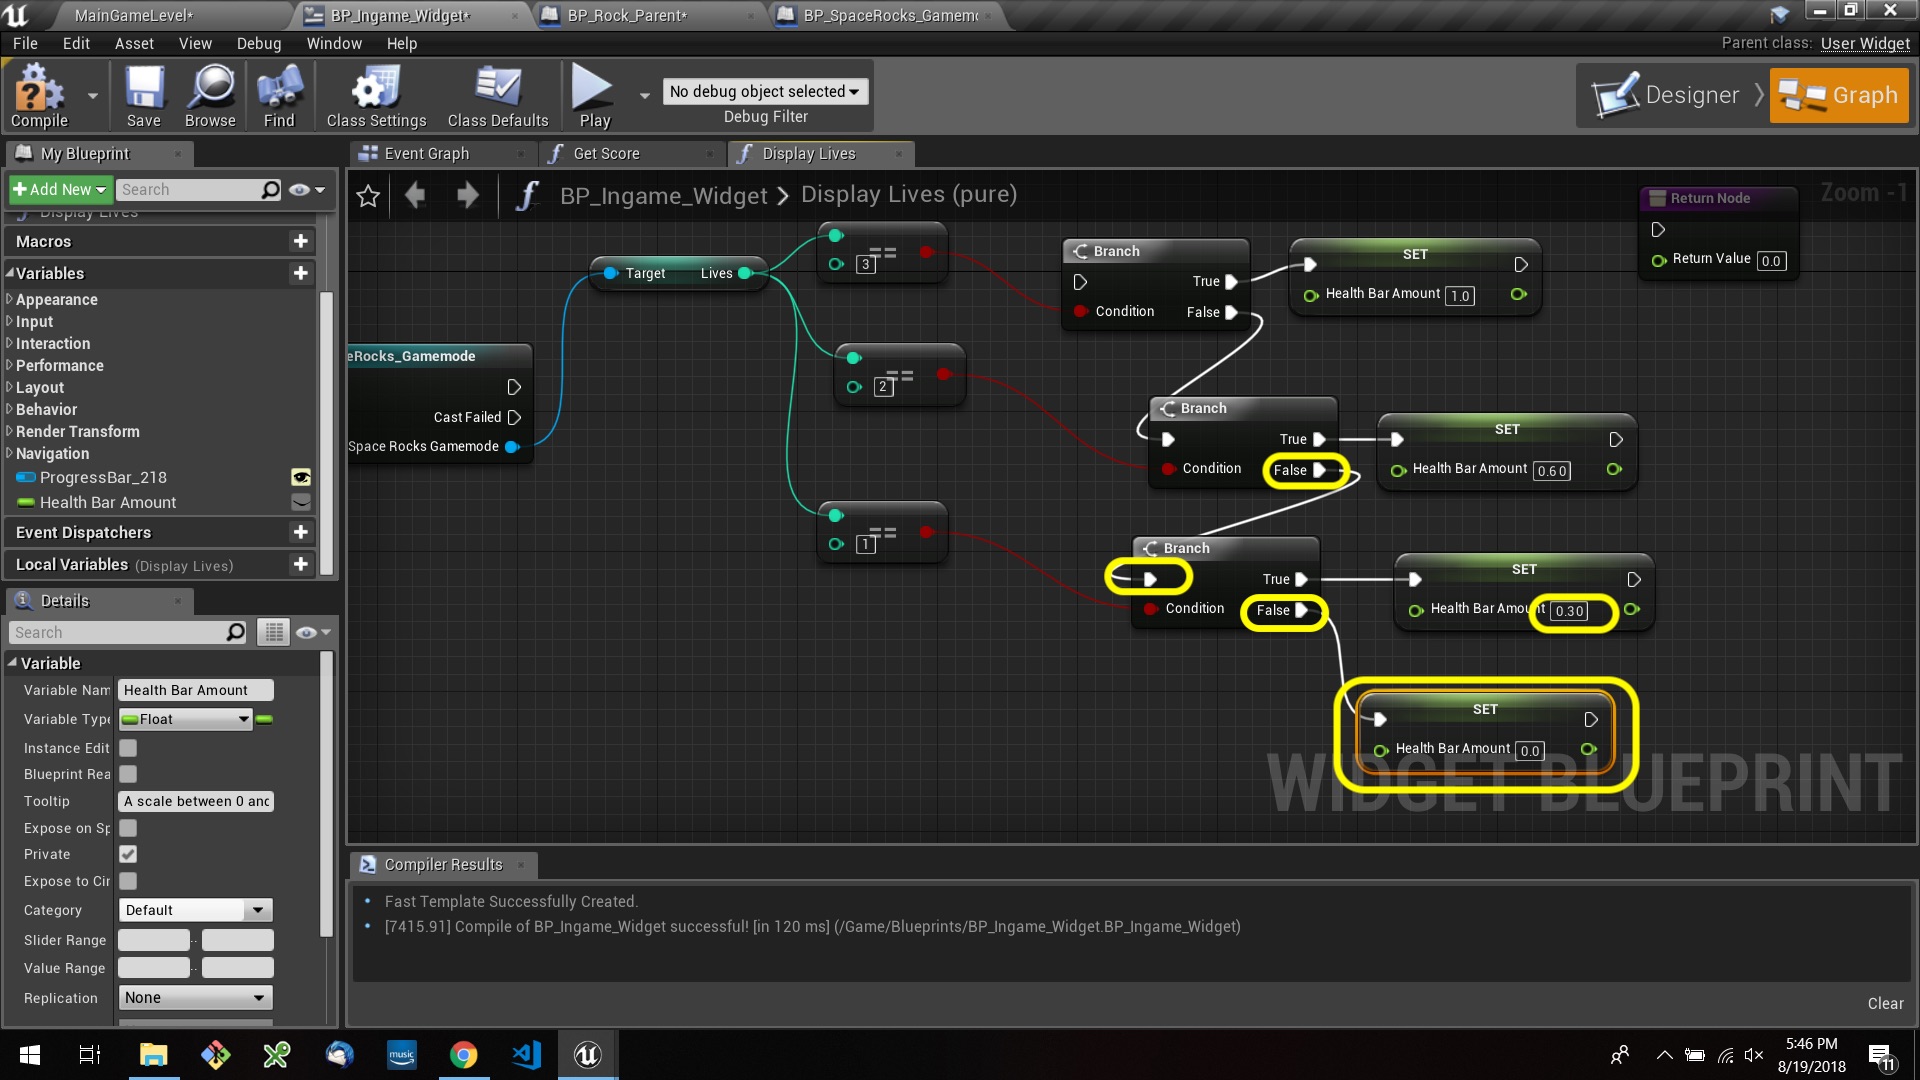 MainGameLevel*
BP_Ingame_Widget*
BP_Rock_Parent*
BP_SpaceRocks_Gamem
File Edit Asset View Debug Window Help
Parent class: User Widget
Compile
Save
Browse
Find
Class Settings
Class Defaults
Play
No debug object selected
Debug Filter
Designer
Graph
My Blueprint
Event Graph
Get Score
Display Lives
Add New
Search
BP_Ingame_Widget > Display Lives (pure)
Zoom -1
Display Lives
Macros
Variables
Appearance
Input
Interaction
Performance
Layout
Behavior
Render Transform
Navigation
ProgressBar_218
Health Bar Amount
Event Dispatchers
Local Variables (Display Lives)
eRocks_Gamemode
Cast Failed
Space Rocks Gamemode
Target Lives
== 3
== 2
== 1
Branch
True
Condition False
SET
Health Bar Amount 1.0
Return Node
Return Value 0.0
Branch
True
Condition False
SET
Health Bar Amount 0.60
Branch
True
Condition False
SET
Health Bar Amount 0.30
SET
Health Bar Amount 0.0
WIDGET BLUEPRINT
Details
Search
Variable
Variable Nam Health Bar Amount
Variable Type Float
Instance Edit
Blueprint Rea
Tooltip A scale between 0 and
Expose on Sp
Private
Expose to Cir
Category Default
Slider Range
Value Range
Replication None
Compiler Results
Fast Template Successfully Created.
[7415.91] Compile of BP_Ingame_Widget successful! [in 120 ms] (/Game/Blueprints/BP_Ingame_Widget.BP_Ingame_Widget)
Clear
music
5:46 PM
8/19/2018
11